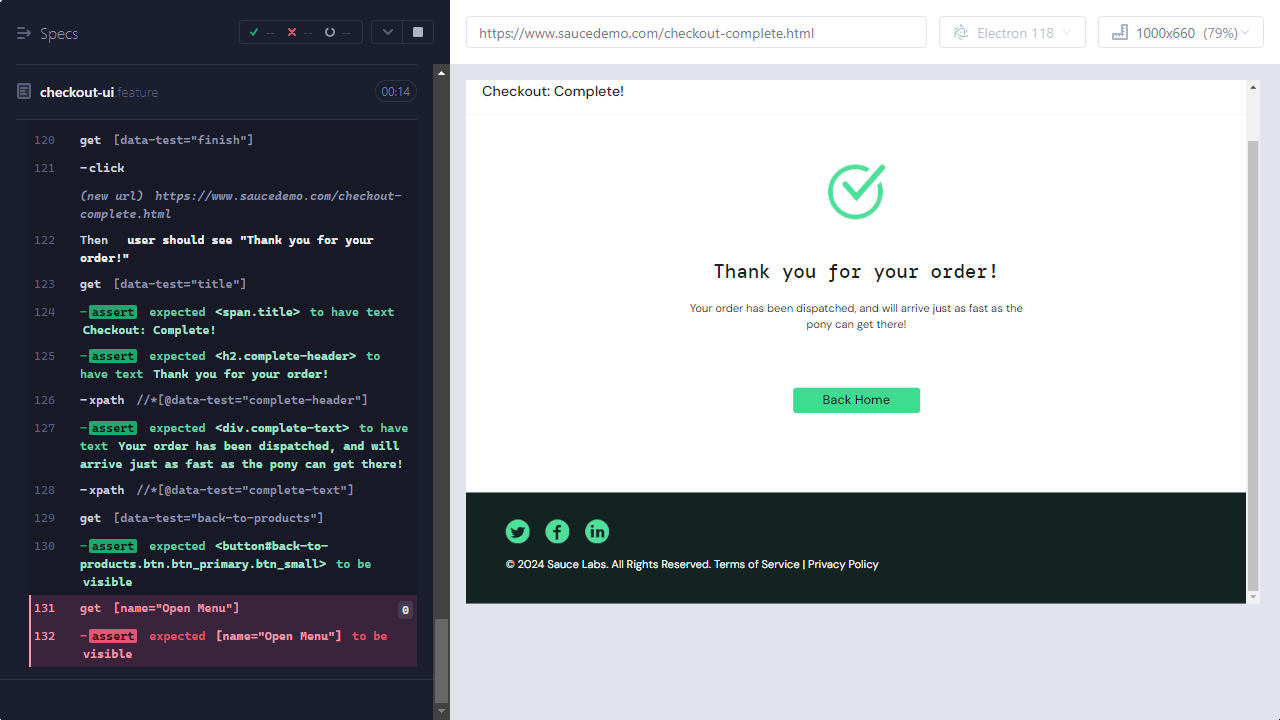 Specs
--
--
--
https://www.saucedemo.com/checkout-complete.html
Electron 118
1000x660 (79%)
checkout-ui.feature
00:14
120 get [data-test="finish"]
121 -click
(new url) https://www.saucedemo.com/checkout-
complete.html
122 Then user should see "Thank you for your
order!"
123 get [data-test="title"]
124 -assert expected <span.title> to have text
Checkout: Complete!
125 -assert expected <h2.complete-header> to
have text Thank you for your order!
126 -xpath //*[@data-test="complete-header"]
127 -assert expected <div.complete-text> to have
text Your order has been dispatched, and will
arrive just as fast as the pony can get there!
128 -xpath //*[@data-test="complete-text"]
129 get [data-test="back-to-products"]
130 -assert expected <button#back-to-
products.btn.btn_primary.btn_small> to be
visible
131 get [name="Open Menu"] 0
132 -assert expected [name="Open Menu"] to be
visible
Checkout: Complete!
Thank you for your order!
Your order has been dispatched, and will arrive just as fast as the
pony can get there!
Back Home
© 2024 Sauce Labs. All Rights Reserved. Terms of Service | Privacy Policy